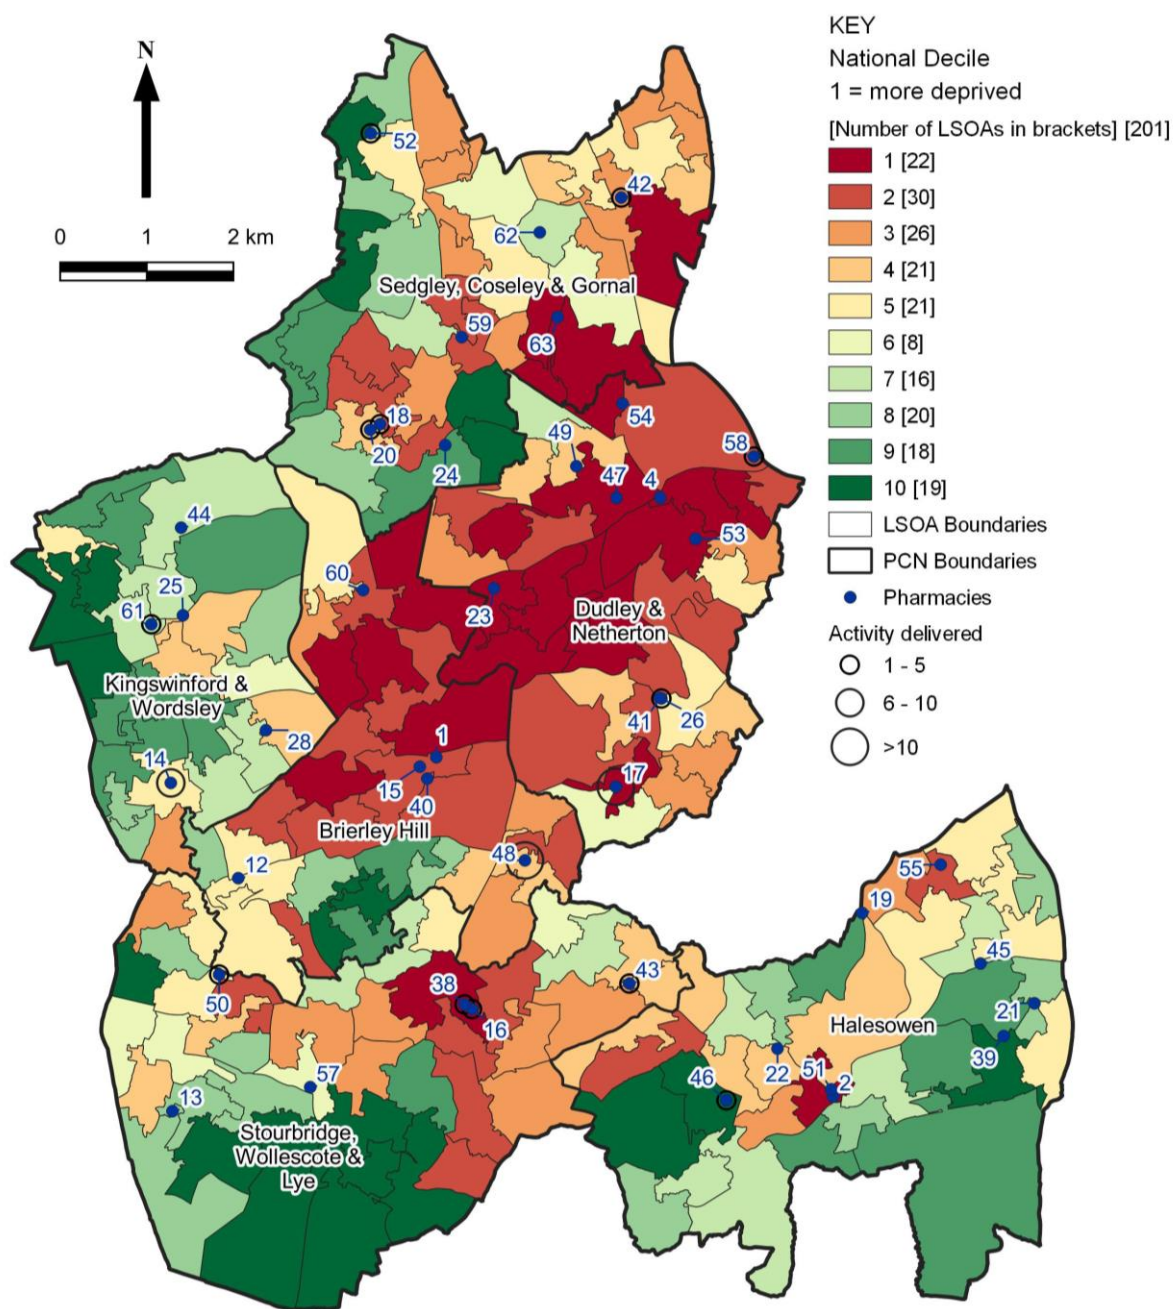 KEY
National Decile
1 = more deprived
[Number of LSOAs in brackets] [201]
1 [22]
2 [30]
3 [26]
4 [21]
5 [21]
6 [8]
7 [16]
8 [20]
9 [18]
10 [19]
LSOA Boundaries
PCN Boundaries
Pharmacies
Activity delivered
1 - 5
6 - 10
>10
N
0 1 2 km
52
42
62
Sedgley, Coseley & Gornal
59
63
54
18
20
49
58
24
47
4
44
53
25
60
61
23
Dudley &
Netherton
Kingswinford &
Wordsley
41
26
28
1
14
15
40
17
Brierley Hill
48
12
55
19
43
45
50
38
16
21
Halesowen
39
22
51
57
46
2
13
Stourbridge,
Wollescote &
Lye